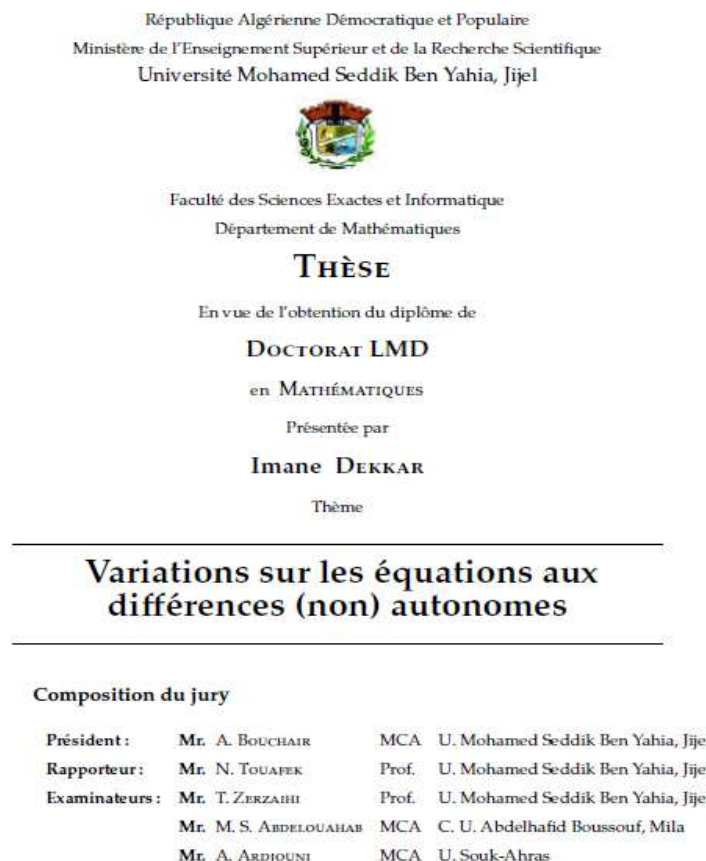 République Algérienne Démocratique et Populaire
Ministère de l'Enseignement Supérieur et de la Recherche Scientifique
Université Mohamed Seddik Ben Yahia, Jijel
Faculté des Sciences Exactes et Informatique
Département de Mathématiques
THÈSE
En vue de l'obtention du diplôme de
DOCTORAT LMD
en MATHÉMATIQUES
Présentée par
Imane DEKKAR
Thème
Variations sur les équations aux
différences (non) autonomes
Composition du jury
Président : Mr. A. BOUCHAIR MCA U. Mohamed Seddik Ben Yahia, Jije
Rapporteur : Mr. N. TOUAFEK Prof. U. Mohamed Seddik Ben Yahia, Jije
Examinateurs : Mr. T. ZERZAIHI Prof. U. Mohamed Seddik Ben Yahia, Jije
Mr. M. S. ABDELOUAHAB MCA C. U. Abdelhafid Boussouf, Mila
Mr. A. ARDJOUNI MCA U. Souk-Ahras